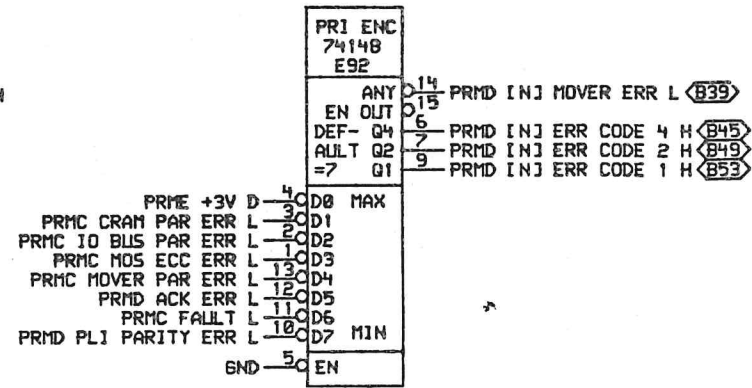 PRI ENC
74148
E92
ANY 14 PRMD [N] MOVER ERR L B39
EN OUT 15
DEF- Q4 6 PRMD [N] ERR CODE 4 H B45
AULT Q2 7 PRMD [N] ERR CODE 2 H B49
=7 Q1 9 PRMD [N] ERR CODE 1 H B53
PRME +3V D 4 D0 MAX
PRMC CRAM PAR ERR L 3 D1
PRMC IO BUS PAR ERR L 2 D2
PRMC MOS ECC ERR L 1 D3
PRMC MOVER PAR ERR L 13 D4
PRMD ACK ERR L 12 D5
PRMC FAULT L 11 D6
PRMD PLI PARITY ERR L 10 D7 MIN
GND 5 EN